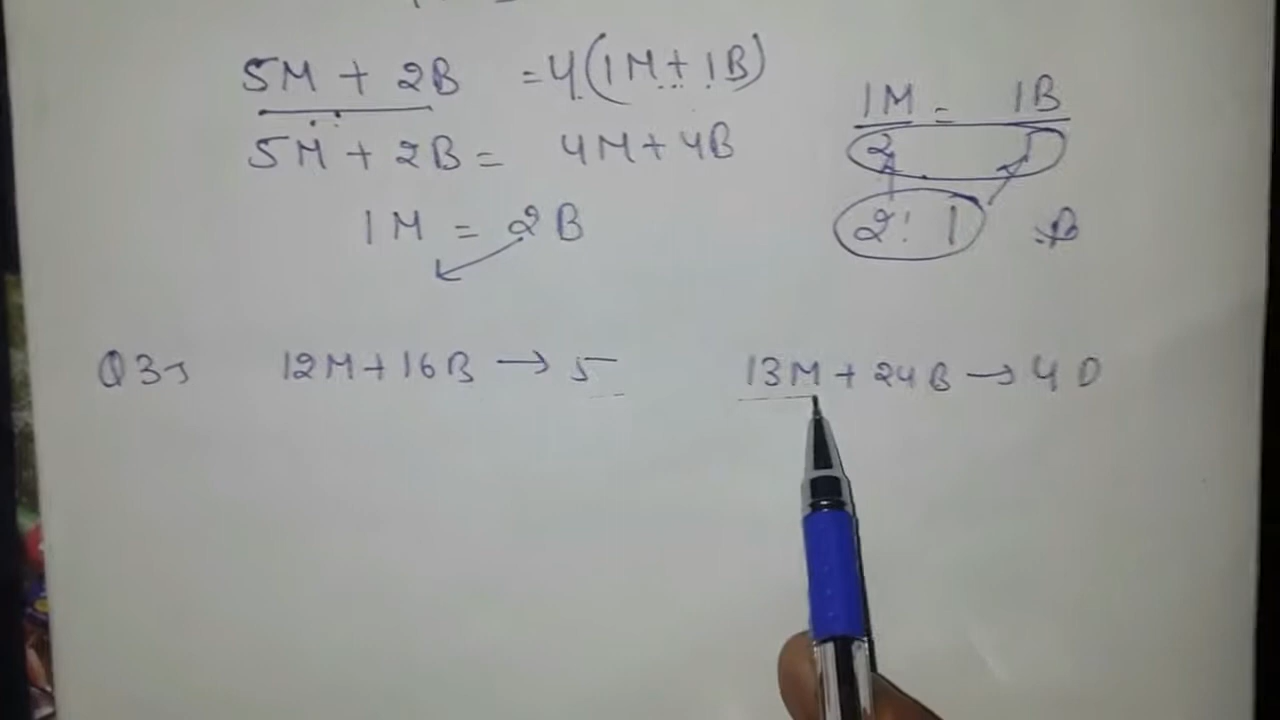 5M + 2B = 4(1M + 1B)
5M + 2B = 4M + 4B
1M = 2B
1M = 1B
2 1
2 : 1 B
Q3→ 12M + 16B → 5
13M + 24B → 4 D